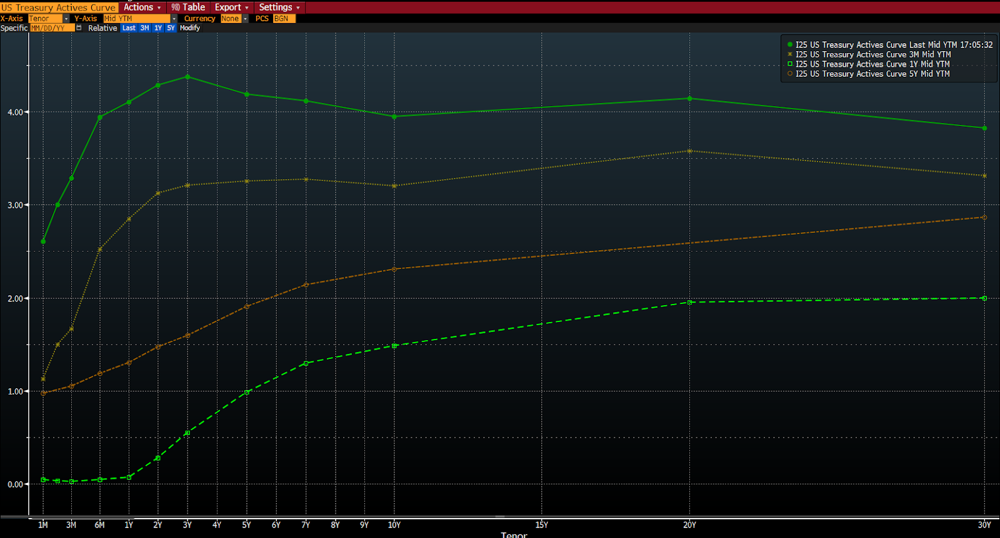 US Treasury Actives Curve Actions 98) Table Export Settings
X-Axis Tenor Y-Axis Mid YTM Currency None PCS BGN
Specific MM/DD/YY Relative Last 3M 1Y 5Y Modify
I25 US Treasury Actives Curve Last Mid YTM 17:05:32
I25 US Treasury Actives Curve 3M Mid YTM
I25 US Treasury Actives Curve 1Y Mid YTM
I25 US Treasury Actives Curve 5Y Mid YTM
4.00
3.00
2.00
1.00
0.00
1M 3M 6M 1Y 2Y 3Y 4Y 5Y 6Y 7Y 8Y 9Y 10Y 15Y 20Y 30Y
Tenor